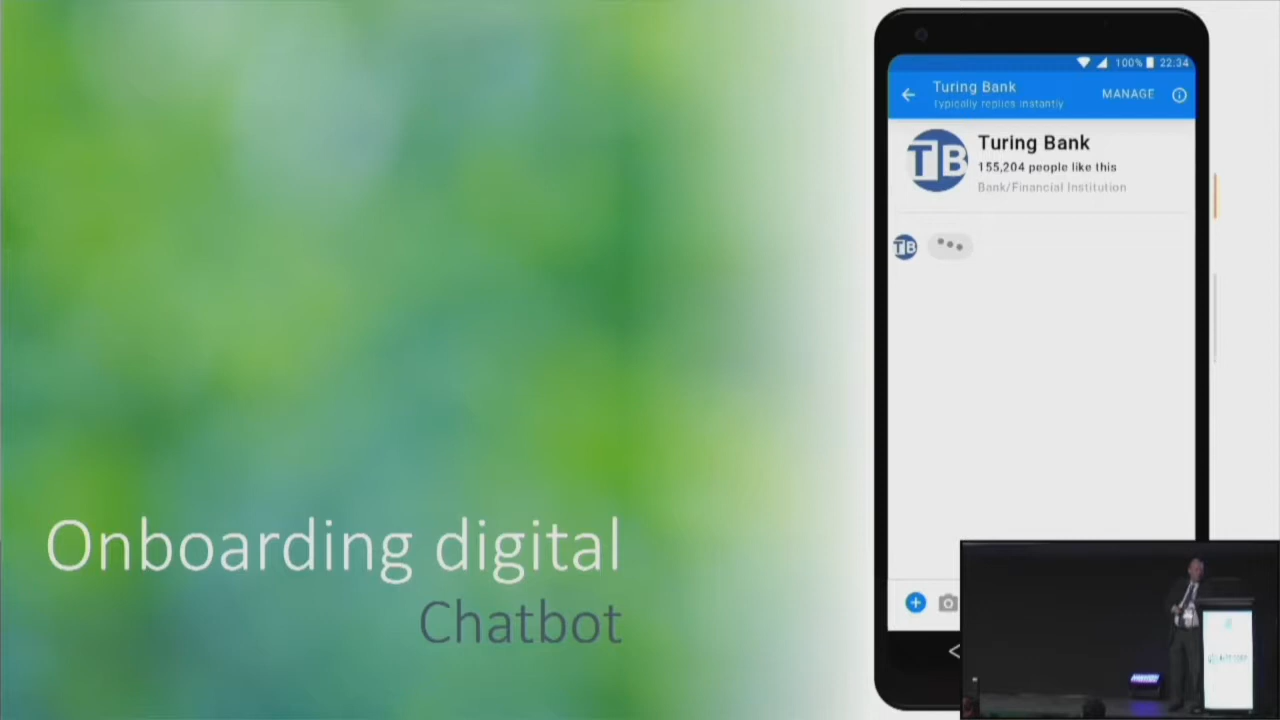 100% 22:34
Turing Bank
Typically replies instantly
MANAGE
TB
Turing Bank
155,204 people like this
Bank/Financial Institution
TB
Onboarding digital
Chatbot